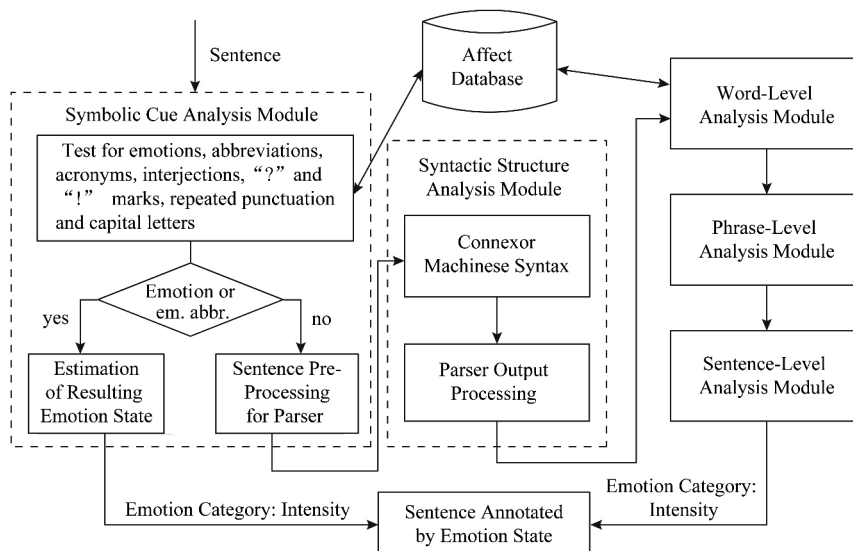 Sentence
Affect
Database
Symbolic Cue Analysis Module
Test for emotions, abbreviations,
acronyms, interjections, “?” and
“!” marks, repeated punctuation
and capital letters
Emotion or
em. abbr.
yes
no
Estimation
of Resulting
Emotion State
Sentence Pre-
Processing
for Parser
Syntactic Structure
Analysis Module
Connexor
Machinese Syntax
Parser Output
Processing
Word-Level
Analysis Module
Phrase-Level
Analysis Module
Sentence-Level
Analysis Module
Emotion Category: Intensity
Emotion Category:
Intensity
Sentence Annotated
by Emotion State